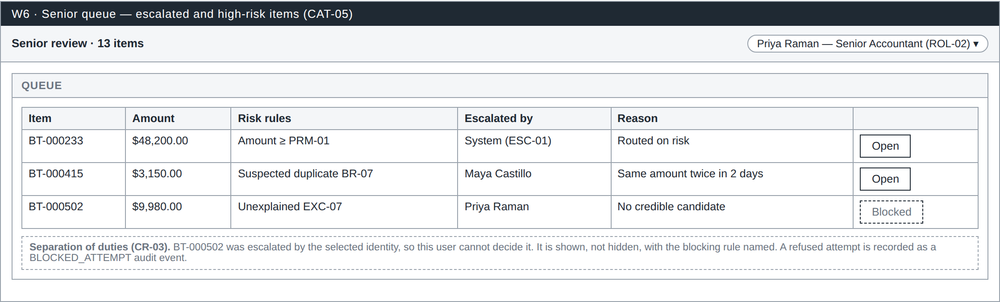 W6 · Senior queue — escalated and high-risk items (CAT-05)
Senior review · 13 items
Priya Raman — Senior Accountant (ROL-02) ▾
QUEUE
Item Amount Risk rules Escalated by Reason
BT-000233 $48,200.00 Amount ≥ PRM-01 System (ESC-01) Routed on risk Open
BT-000415 $3,150.00 Suspected duplicate BR-07 Maya Castillo Same amount twice in 2 days Open
BT-000502 $9,980.00 Unexplained EXC-07 Priya Raman No credible candidate Blocked
Separation of duties (CR-03). BT-000502 was escalated by the selected identity, so this user cannot decide it. It is shown, not hidden, with the blocking rule named. A refused attempt is recorded as a
BLOCKED_ATTEMPT audit event.